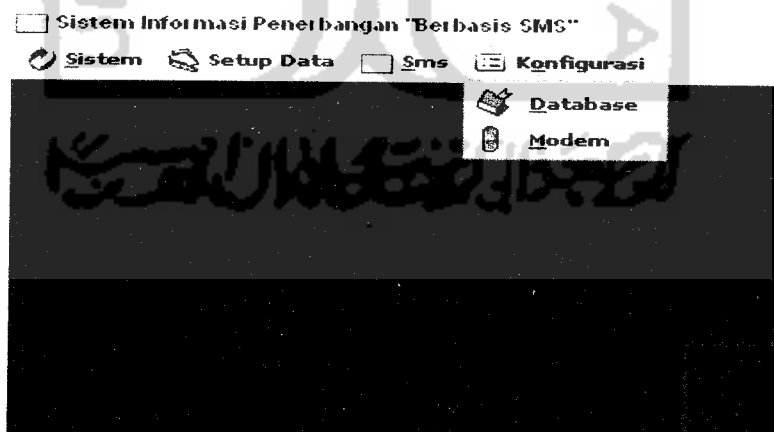 Sistem Informasi Penerbangan "Berbasis SMS"
Sistem Setup Data Sms Konfigurasi
Database
Modem